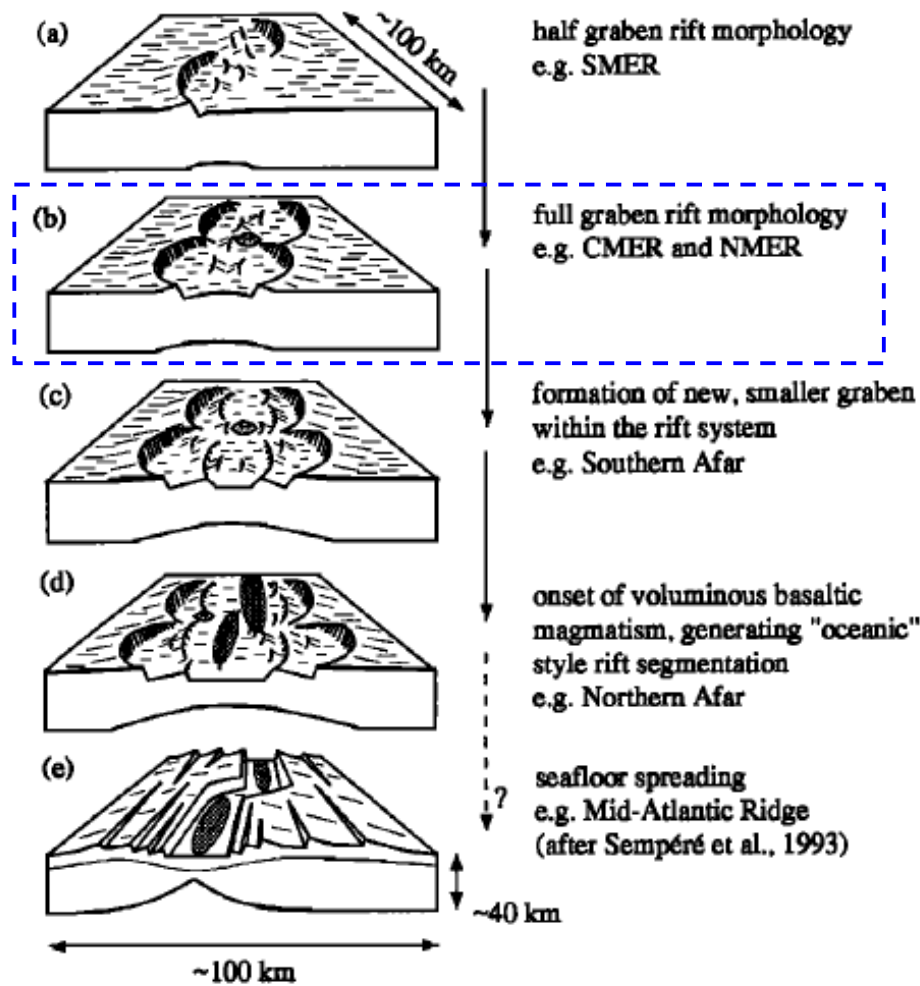 (a)
~100 km
half graben rift morphology
e.g. SMER
(b)
full graben rift morphology
e.g. CMER and NMER
(c)
formation of new, smaller graben
within the rift system
e.g. Southern Afar
(d)
onset of voluminous basaltic
magmatism, generating "oceanic"
style rift segmentation
e.g. Northern Afar
(e)
?
seafloor spreading
e.g. Mid-Atlantic Ridge
(after Sempéré et al., 1993)
~40 km
~100 km